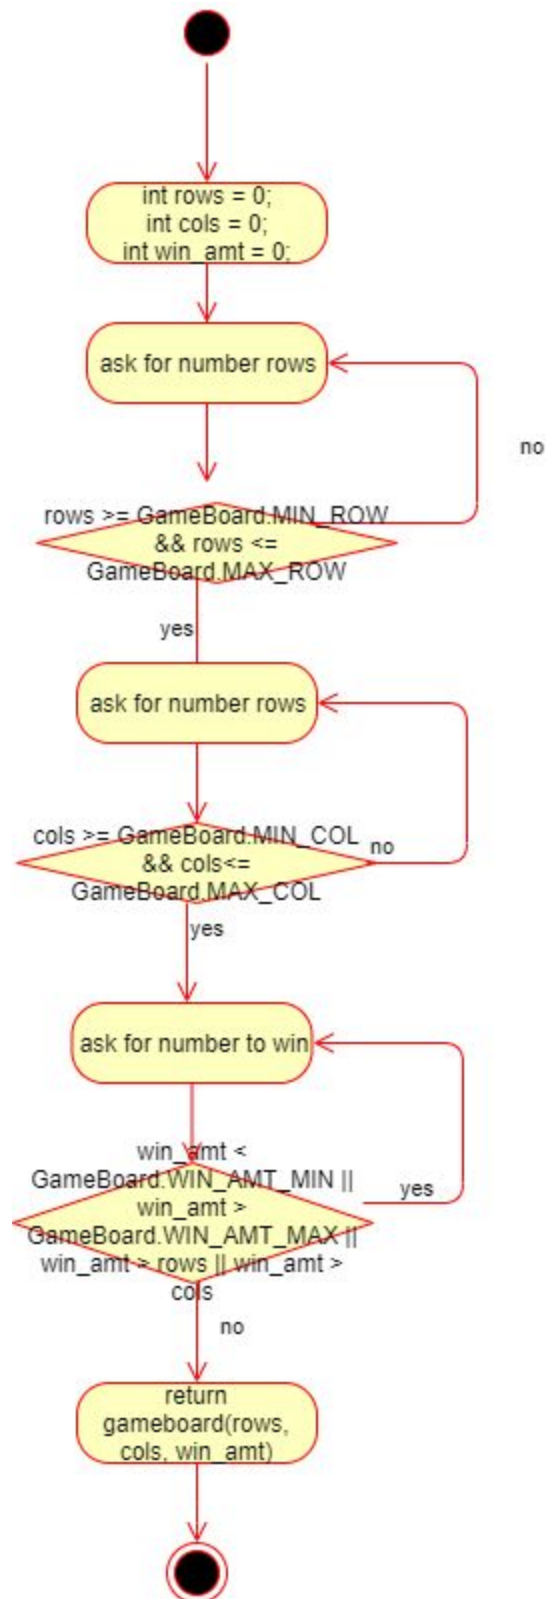 int rows = 0;
int cols = 0;
int win_amt = 0;
ask for number rows
no
rows >= GameBoard.MIN_ROW
&& rows <=
GameBoard.MAX_ROW
yes
ask for number rows
cols >= GameBoard.MIN_COL
no
&& cols<=
GameBoard.MAX_COL
yes
ask for number to win
win_amt <
GameBoard.WIN_AMT_MIN ||
yes
win_amt >
GameBoard.WIN_AMT_MAX ||
win_amt > rows || win_amt >
cols
no
return
gameboard(rows,
cols, win_amt)